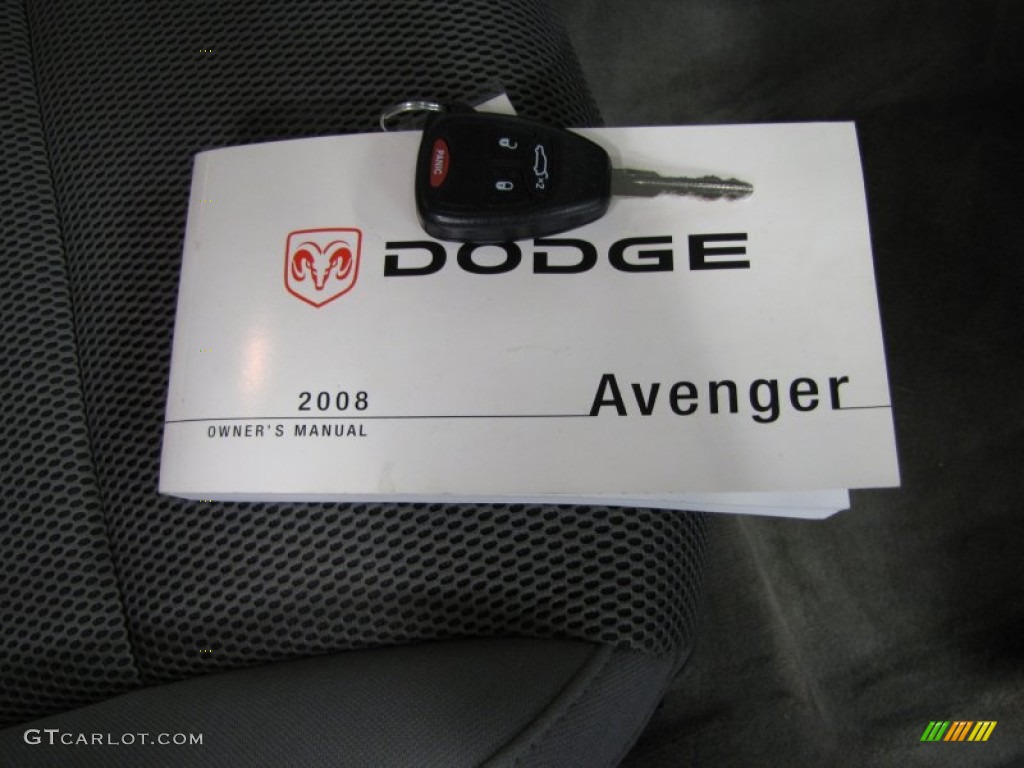 PANIC
x2
DODGE
2008
Avenger
OWNER'S MANUAL
GTCARLOT.COM